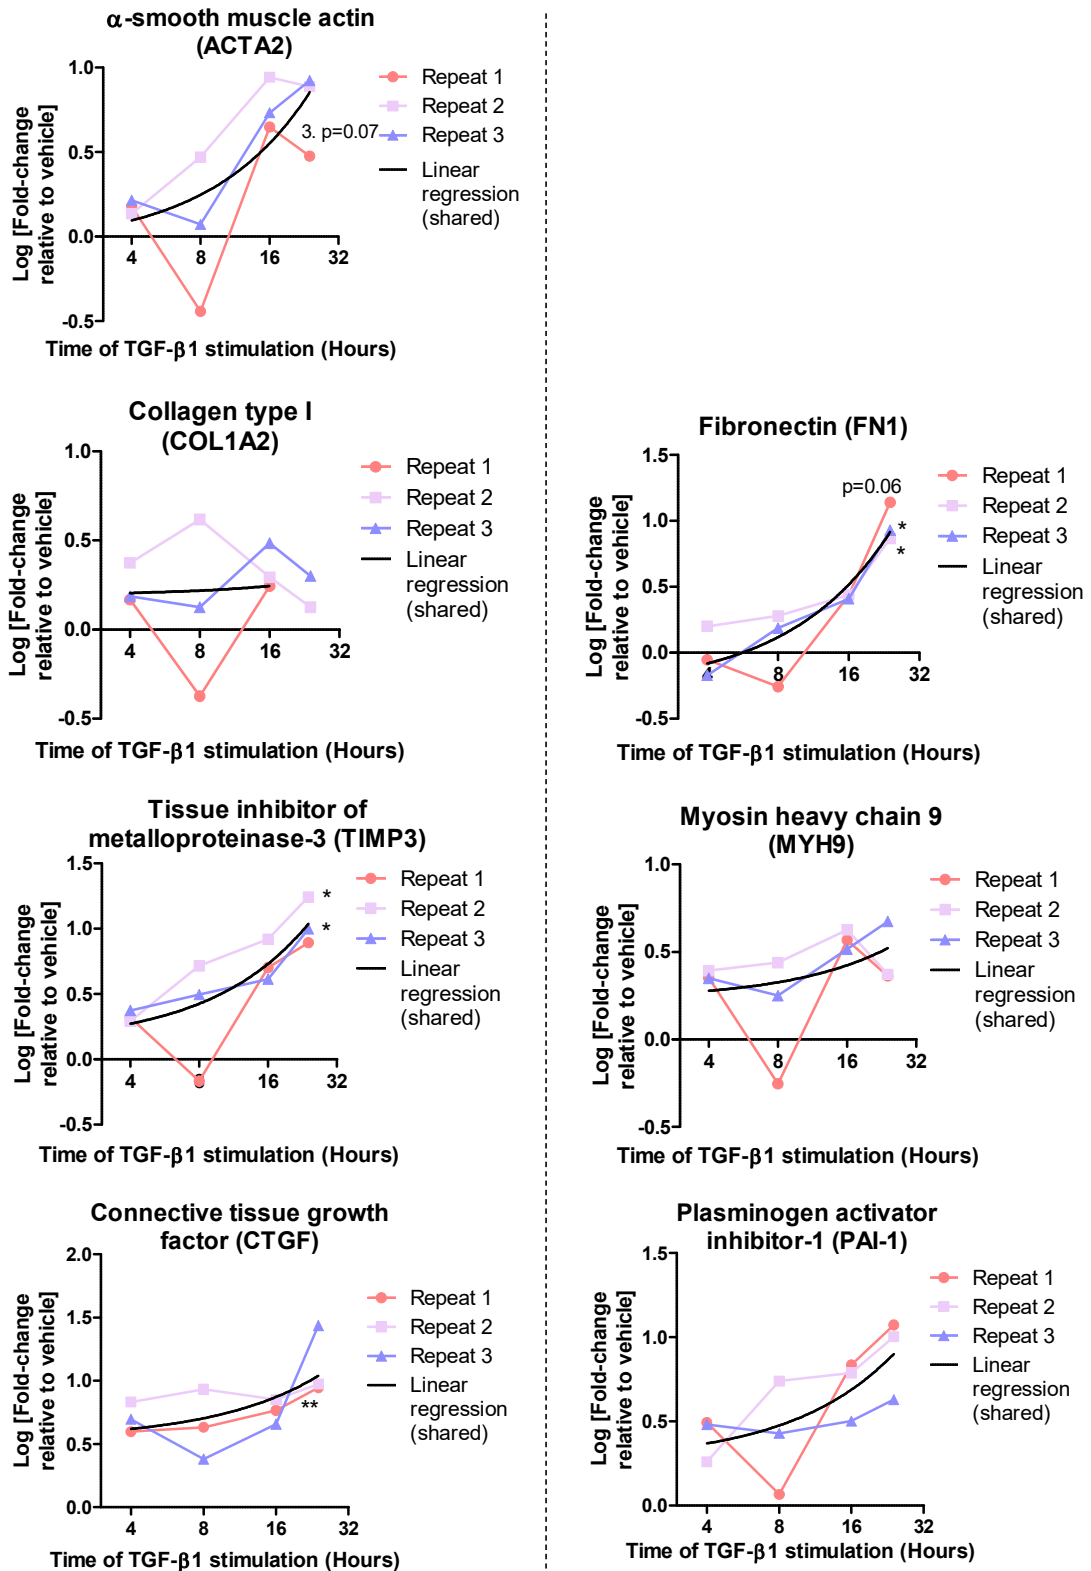 α-smooth muscle actin
(ACTA2)
Log [Fold-change
relative to vehicle]
1.0
0.5
0.0
-0.5
4
8
16
32
3. p=0.07
Repeat 1
Repeat 2
Repeat 3
Linear
regression
(shared)
Time of TGF-β1 stimulation (Hours)
Collagen type I
(COL1A2)
Log [Fold-change
relative to vehicle]
1.0
0.5
0.0
-0.5
4
8
16
32
Repeat 1
Repeat 2
Repeat 3
Linear
regression
(shared)
Time of TGF-β1 stimulation (Hours)
Fibronectin (FN1)
Log [Fold-change
relative to vehicle]
1.5
1.0
0.5
0.0
-0.5
4
8
16
32
p=0.06
*
*
Repeat 1
Repeat 2
Repeat 3
Linear
regression
(shared)
Time of TGF-β1 stimulation (Hours)
Tissue inhibitor of
metalloproteinase-3 (TIMP3)
Log [Fold-change
relative to vehicle]
1.5
1.0
0.5
0.0
-0.5
4
8
16
32
*
*
Repeat 1
Repeat 2
Repeat 3
Linear
regression
(shared)
Time of TGF-β1 stimulation (Hours)
Myosin heavy chain 9
(MYH9)
Log [Fold-change
relative to vehicle]
1.0
0.5
0.0
-0.5
4
8
16
32
Repeat 1
Repeat 2
Repeat 3
Linear
regression
(shared)
Time of TGF-β1 stimulation (Hours)
Connective tissue growth
factor (CTGF)
Log [Fold-change
relative to vehicle]
2.0
1.5
1.0
0.5
0.0
4
8
16
32
**
Repeat 1
Repeat 2
Repeat 3
Linear
regression
(shared)
Time of TGF-β1 stimulation (Hours)
Plasminogen activator
inhibitor-1 (PAI-1)
Log [Fold-change
relative to vehicle]
1.5
1.0
0.5
0.0
4
8
16
32
Repeat 1
Repeat 2
Repeat 3
Linear
regression
(shared)
Time of TGF-β1 stimulation (Hours)